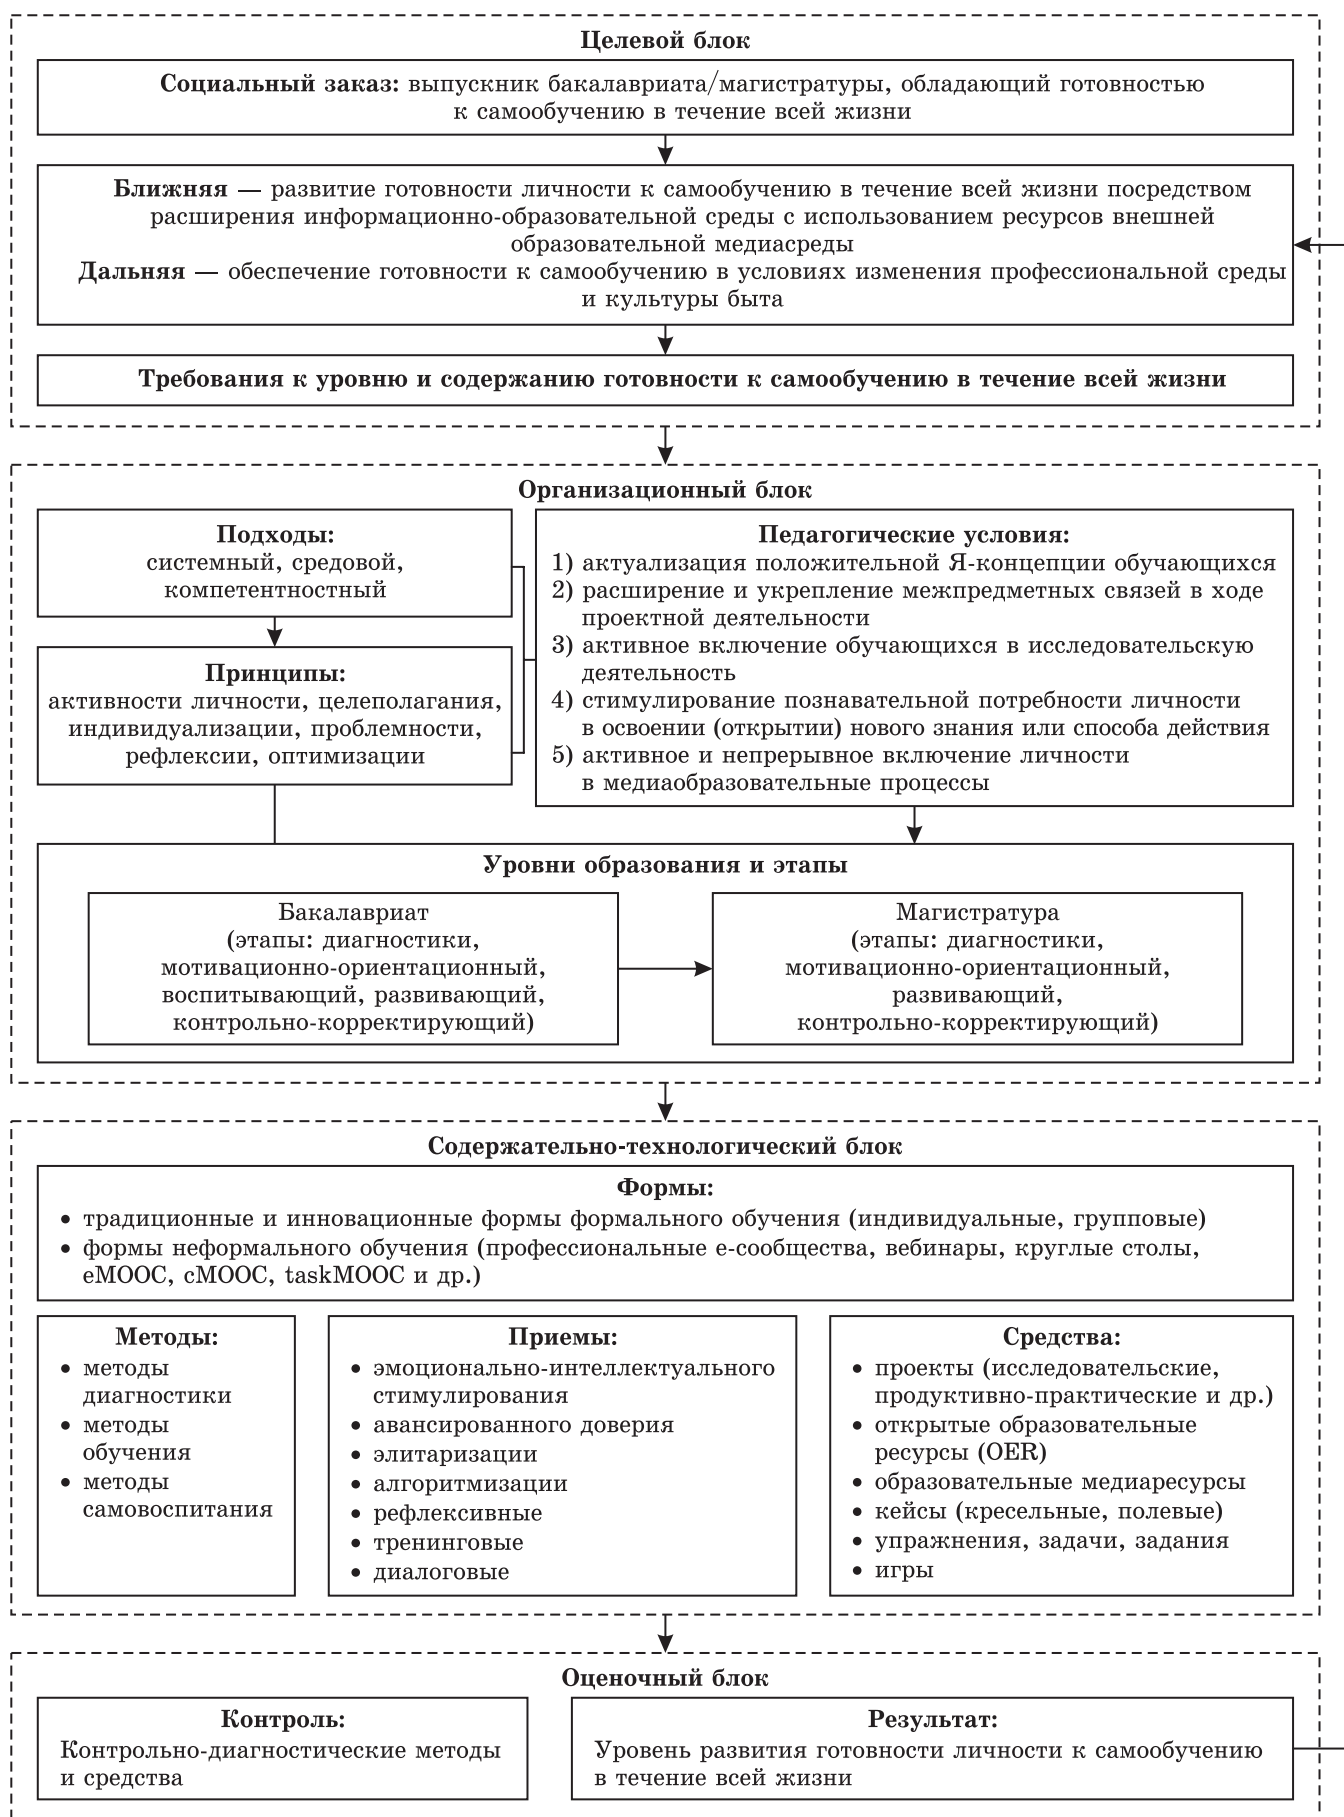 Целевой блок
Социальный заказ: выпускник бакалавриата/магистратуры, обладающий готовностью
к самообучению в течение всей жизни
Ближняя — развитие готовности личности к самообучению в течение всей жизни посредством
расширения информационно-образовательной среды с использованием ресурсов внешней
образовательной медиасреды
Дальняя — обеспечение готовности к самообучению в условиях изменения профессиональной среды
и культуры быта
Требования к уровню и содержанию готовности к самообучению в течение всей жизни
Организационный блок
Подходы:
системный, средовой,
компетентностный
Принципы:
активности личности, целеполагания,
индивидуализации, проблемности,
рефлексии, оптимизации
Педагогические условия:
1) актуализация положительной Я-концепции обучающихся
2) расширение и укрепление межпредметных связей в ходе
проектной деятельности
3) активное включение обучающихся в исследовательскую
деятельность
4) стимулирование познавательной потребности личности
в освоении (открытии) нового знания или способа действия
5) активное и непрерывное включение личности
в медиаобразовательные процессы
Уровни образования и этапы
Бакалавриат
(этапы: диагностики,
мотивационно-ориентационный,
воспитывающий, развивающий,
контрольно-корректирующий)
Магистратура
(этапы: диагностики,
мотивационно-ориентационный,
развивающий,
контрольно-корректирующий)
Содержательно-технологический блок
Формы:
• традиционные и инновационные формы формального обучения (индивидуальные, групповые)
• формы неформального обучения (профессиональные е-сообщества, вебинары, круглые столы,
eMOOC, cMOOC, taskMOOC и др.)
Методы:
• методы
диагностики
• методы
обучения
• методы
самовоспитания
Приемы:
• эмоционально-интеллектуального
стимулирования
• авансированного доверия
• элитаризации
• алгоритмизации
• рефлексивные
• тренинговые
• диалоговые
Средства:
• проекты (исследовательские,
продуктивно-практические и др.)
• открытые образовательные
ресурсы (OER)
• образовательные медиаресурсы
• кейсы (кресельные, полевые)
• упражнения, задачи, задания
• игры
Оценочный блок
Контроль:
Контрольно-диагностические методы
и средства
Результат:
Уровень развития готовности личности к самообучению
в течение всей жизни